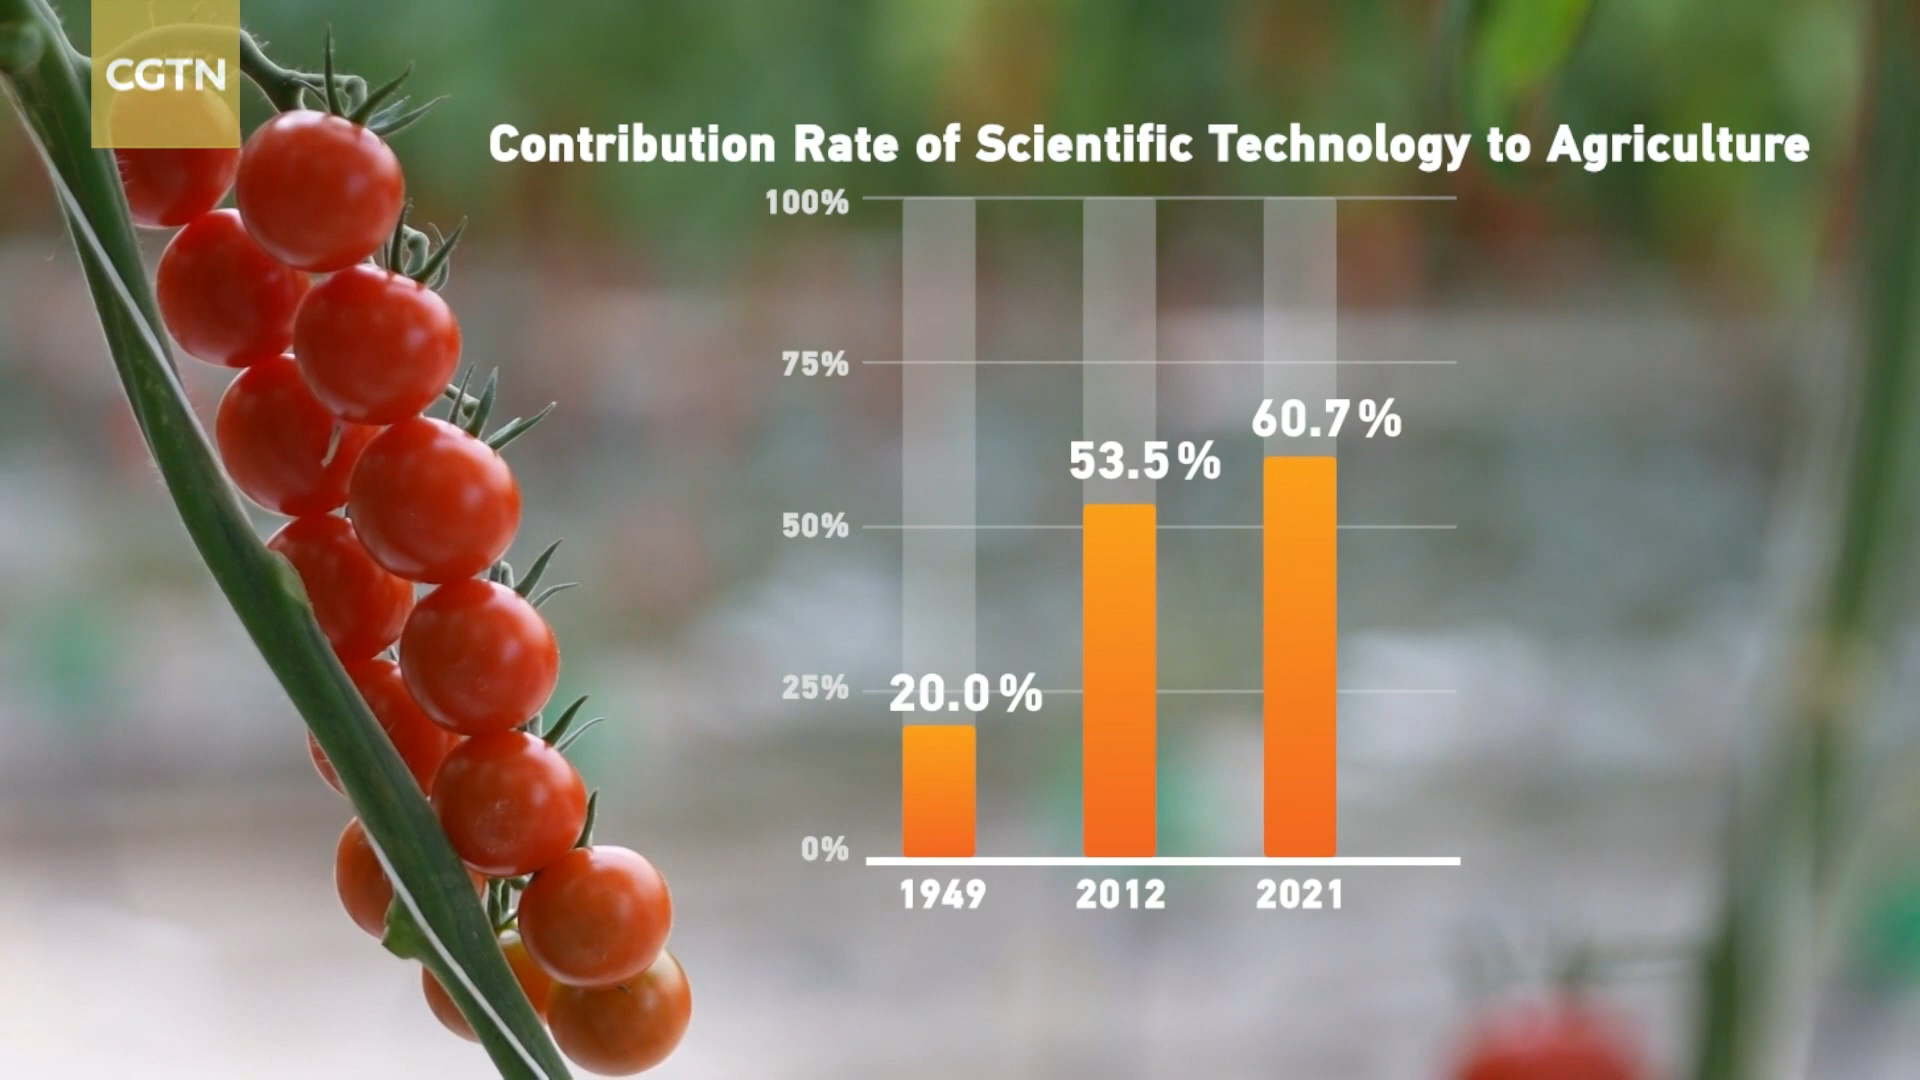 CGTN
Contribution Rate of Scientific Technology to Agriculture
100%
75%
60.7%
53.5%
50%
25%
20.0%
0%
1949 2012 2021